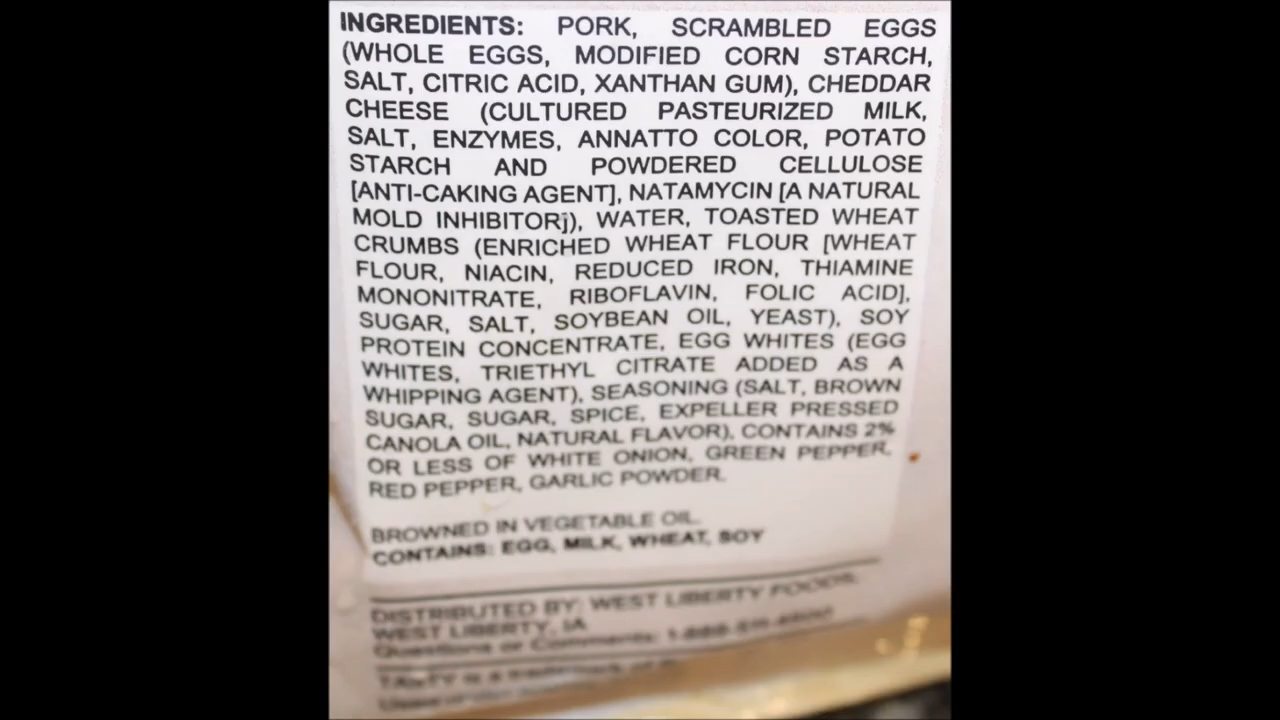 INGREDIENTS: PORK, SCRAMBLED EGGS
(WHOLE EGGS, MODIFIED CORN STARCH,
SALT, CITRIC ACID, XANTHAN GUM), CHEDDAR
CHEESE (CULTURED PASTEURIZED MILK,
SALT, ENZYMES, ANNATTO COLOR, POTATO
STARCH AND POWDERED CELLULOSE
[ANTI-CAKING AGENT], NATAMYCIN [A NATURAL
MOLD INHIBITOR]), WATER, TOASTED WHEAT
CRUMBS (ENRICHED WHEAT FLOUR [WHEAT
FLOUR, NIACIN, REDUCED IRON, THIAMINE
MONONITRATE, RIBOFLAVIN, FOLIC ACID],
SUGAR, SALT, SOYBEAN OIL, YEAST), SOY
PROTEIN CONCENTRATE, EGG WHITES (EGG
WHITES, TRIETHYL CITRATE ADDED AS A
WHIPPING AGENT), SEASONING (SALT, BROWN
SUGAR, SUGAR, SPICE, EXPELLER PRESSED
CANOLA OIL, NATURAL FLAVOR), CONTAINS 2%
OR LESS OF WHITE ONION, GREEN PEPPER,
RED PEPPER, GARLIC POWDER.
BROWNED IN VEGETABLE OIL.
CONTAINS: EGG, MILK, WHEAT, SOY
DISTRIBUTED BY: WEST LIBERTY FOODS,
WEST LIBERTY, IA
Questions or Comments:
is a trademark of